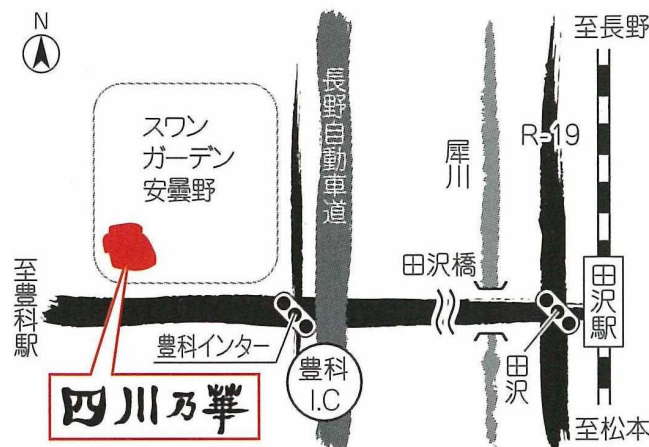 N
至長野
長野自動車道
スワン
ガーデン
安曇野
R-19
犀川
田沢橋
至豊科駅
田沢駅
豊科インター
豊科
I.C
田沢
四川乃華
至松本